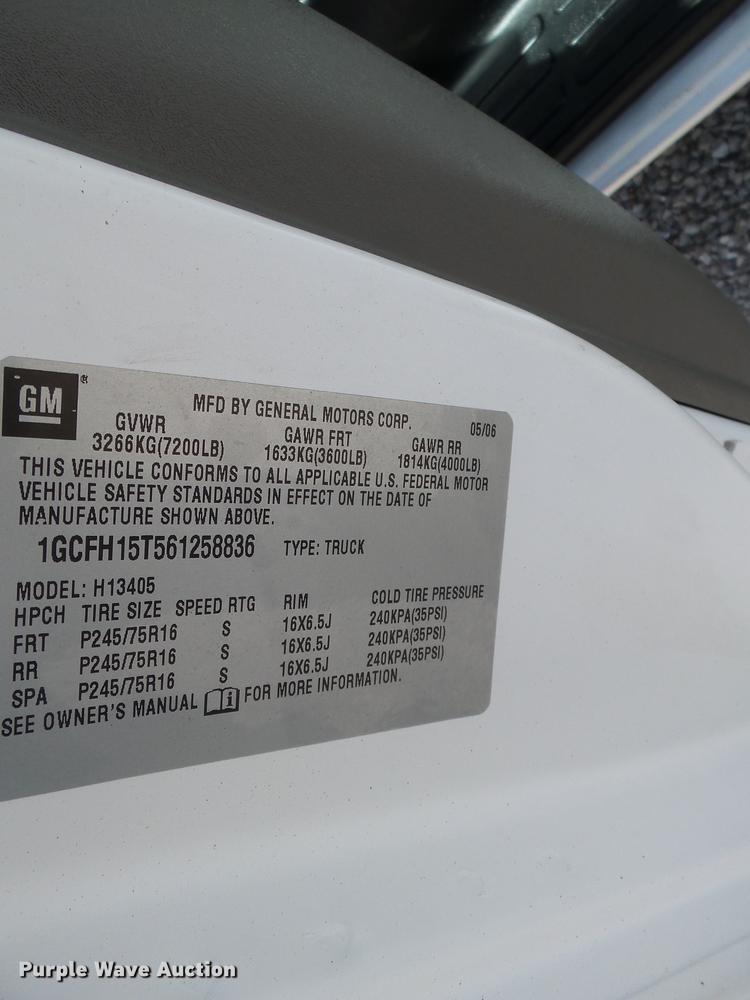 GM®
MFD BY GENERAL MOTORS CORP. 05/06
GVWR GAWR FRT GAWR RR
3266KG(7200LB) 1633KG(3600LB) 1814KG(4000LB)
THIS VEHICLE CONFORMS TO ALL APPLICABLE U.S. FEDERAL MOTOR
VEHICLE SAFETY STANDARDS IN EFFECT ON THE DATE OF
MANUFACTURE SHOWN ABOVE.
1GCFH15T561258836 TYPE: TRUCK
MODEL: H13405
HPCH TIRE SIZE SPEED RTG RIM COLD TIRE PRESSURE
FRT P245/75R16 S 16X6.5J 240KPA(35PSI)
RR P245/75R16 S 16X6.5J 240KPA(35PSI)
SPA P245/75R16 S 16X6.5J 240KPA(35PSI)
SEE OWNER'S MANUAL i FOR MORE INFORMATION.
Purple Wave Auction